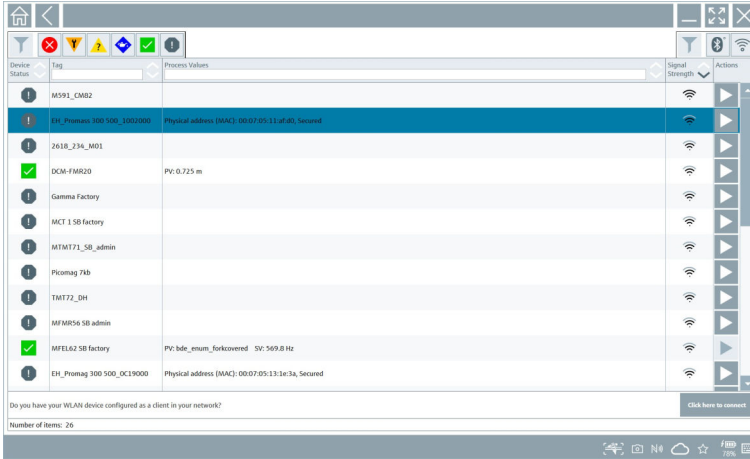 Device Status
Tag
Process Values
Signal Strength
Actions
M591_CM82
EH_Promass 300 500_1002000 Physical address (MAC): 00:07:05:11:af:d0, Secured
2618_234_M01
DCM-FMR20 PV: 0.725 m
Gamma Factory
MCT 1 SB factory
MTMT71_SB_admin
Picomag 7kb
TMT72_DH
MFMR56 SB admin
MFEL62 SB factory PV: bde_enum_forkcovered SV: 569.8 Hz
EH_Promag 300 500_0C19000 Physical address (MAC): 00:07:05:13:1e:3a, Secured
Do you have your WLAN device configured as a client in your network? Click here to connect
Number of items: 26
78%